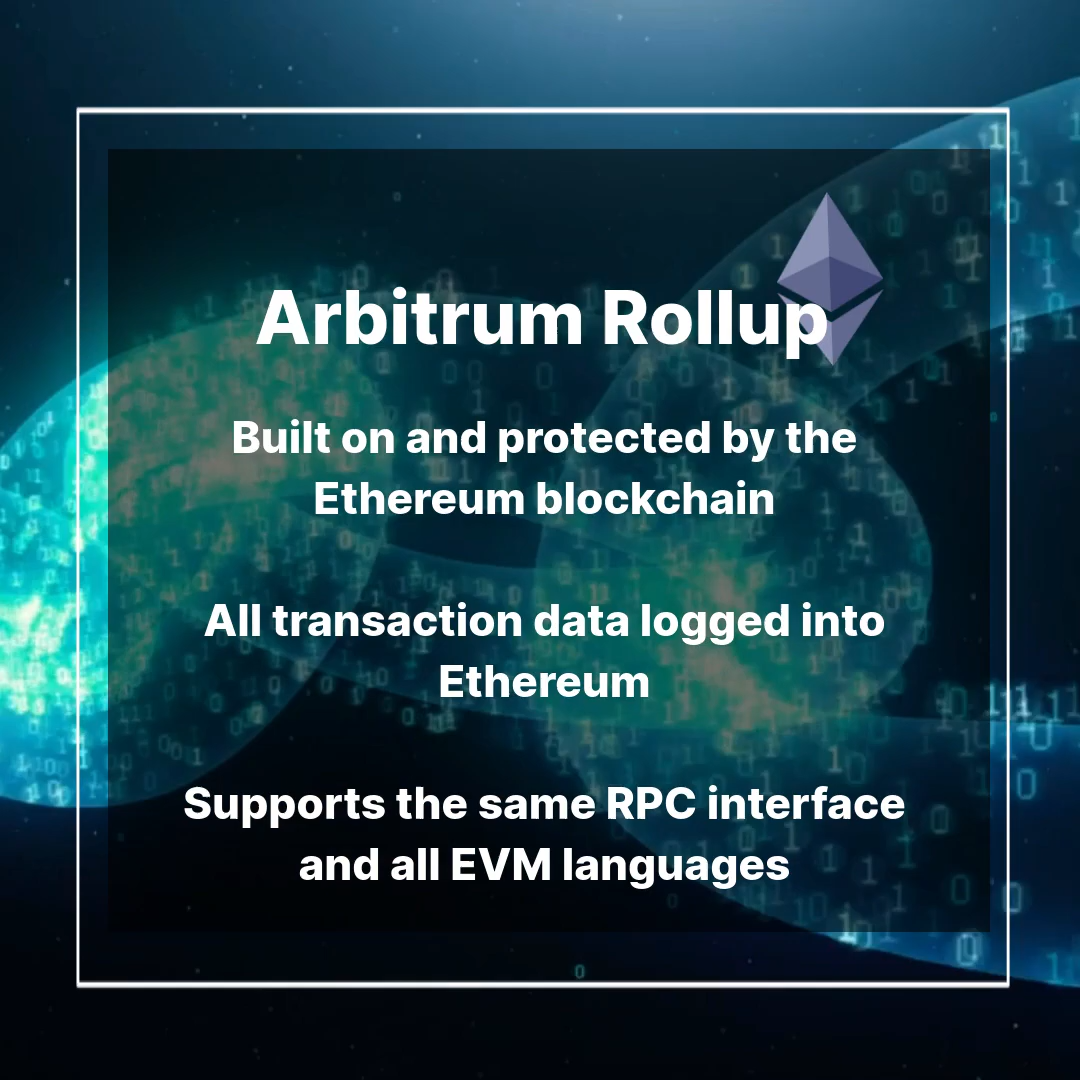 Arbitrum Rollup
Built on and protected by the
Ethereum blockchain
All transaction data logged into
Ethereum
Supports the same RPC interface
and all EVM languages